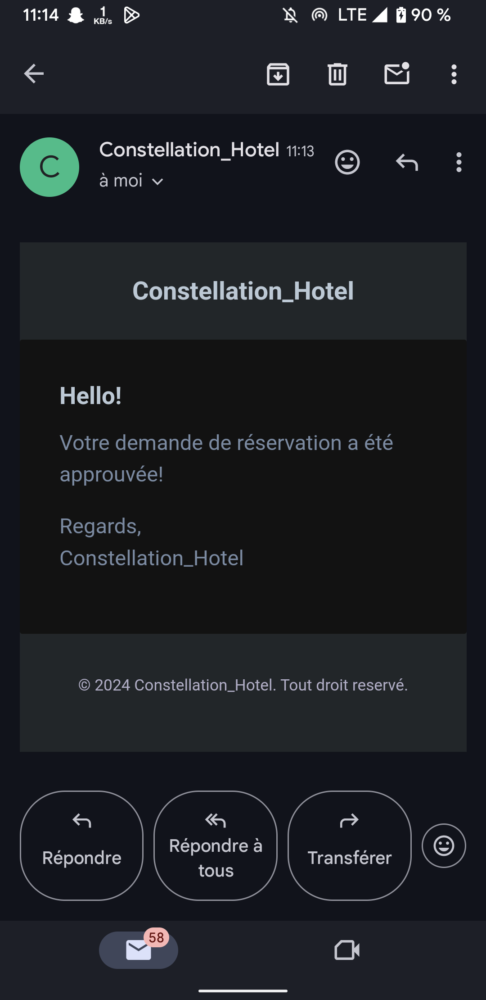 11:14 1 KB/s LTE 90 %
C
Constellation_Hotel 11:13
à moi
Constellation_Hotel
Hello!
Votre demande de réservation a été
approuvée!
Regards,
Constellation_Hotel
© 2024 Constellation_Hotel. Tout droit reservé.
Répondre
Répondre à
tous
Transférer
58